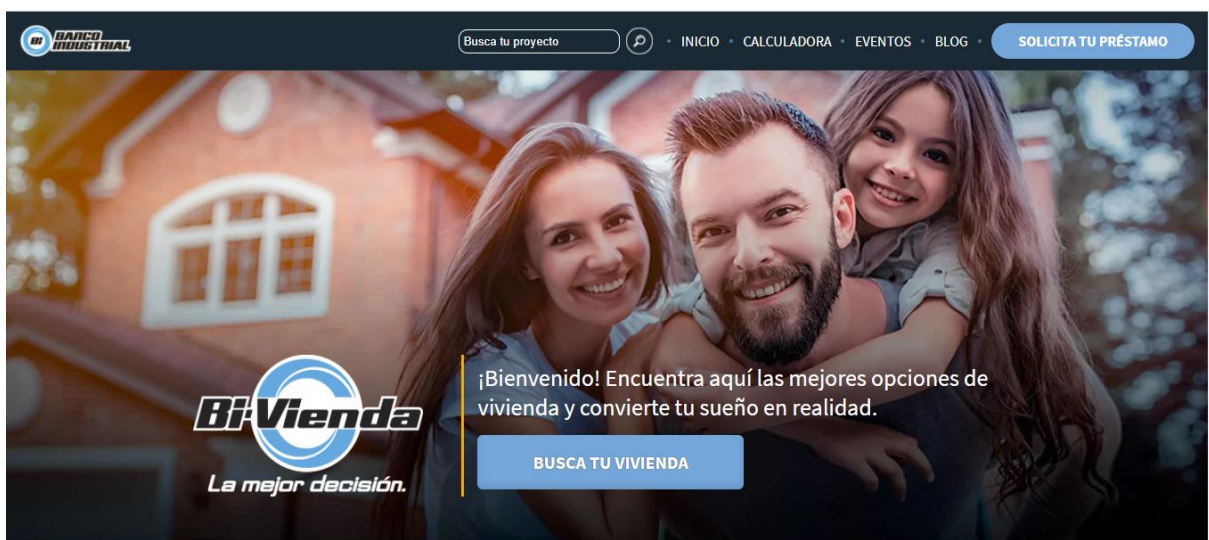 Bi BANCO
INDUSTRIAL
Busca tu proyecto
INICIO
CALCULADORA
EVENTOS
BLOG
SOLICITA TU PRÉSTAMO
Bi-Vienda
La mejor decisión.
¡Bienvenido! Encuentra aquí las mejores opciones de
vivienda y convierte tu sueño en realidad.
BUSCA TU VIVIENDA